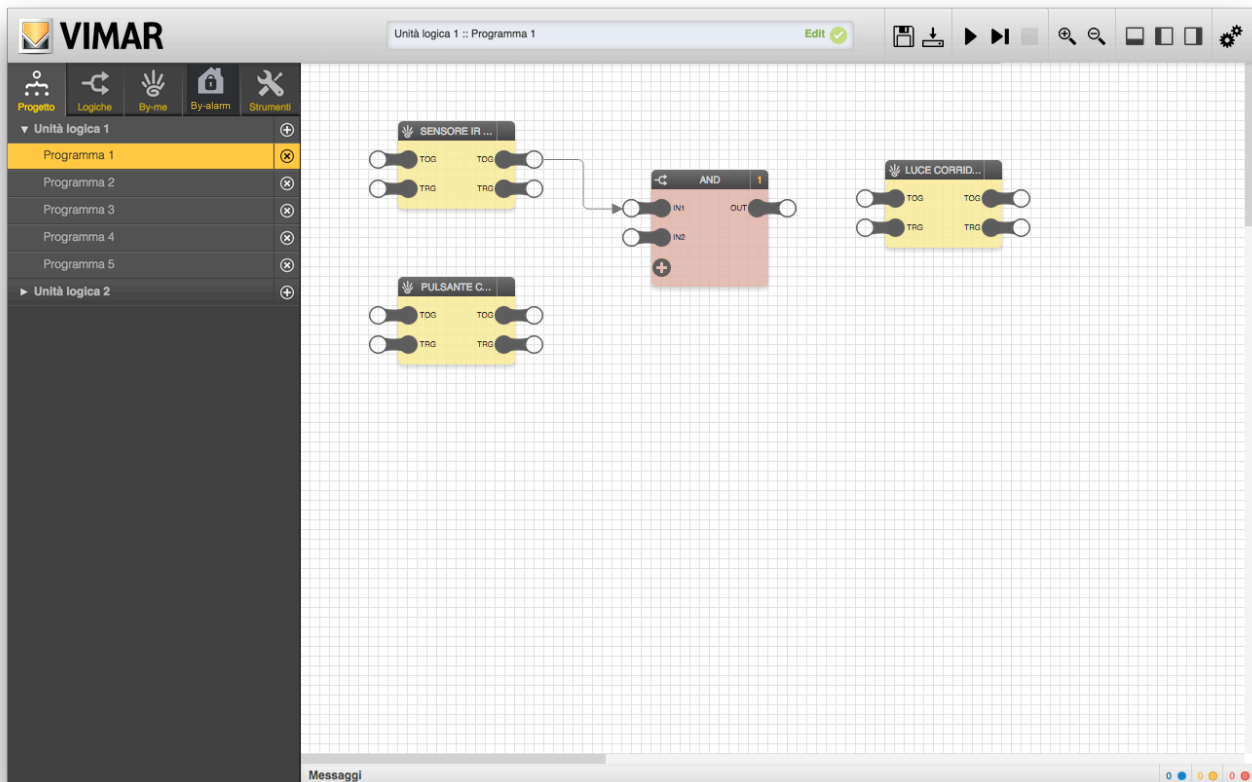 VIMAR
Unità logica 1 :: Programma 1 Edit
Progetto Logiche By-me By-alarm Strumenti
Unità logica 1
Programma 1
Programma 2
Programma 3
Programma 4
Programma 5
Unità logica 2
SENSORE IR ...
TOG TOG
TRG TRG
AND 1
IN1 OUT
IN2
LUCE CORRID...
TOG TOG
TRG TRG
PULSANTE C...
TOG TOG
TRG TRG
Messaggi 0 0 0